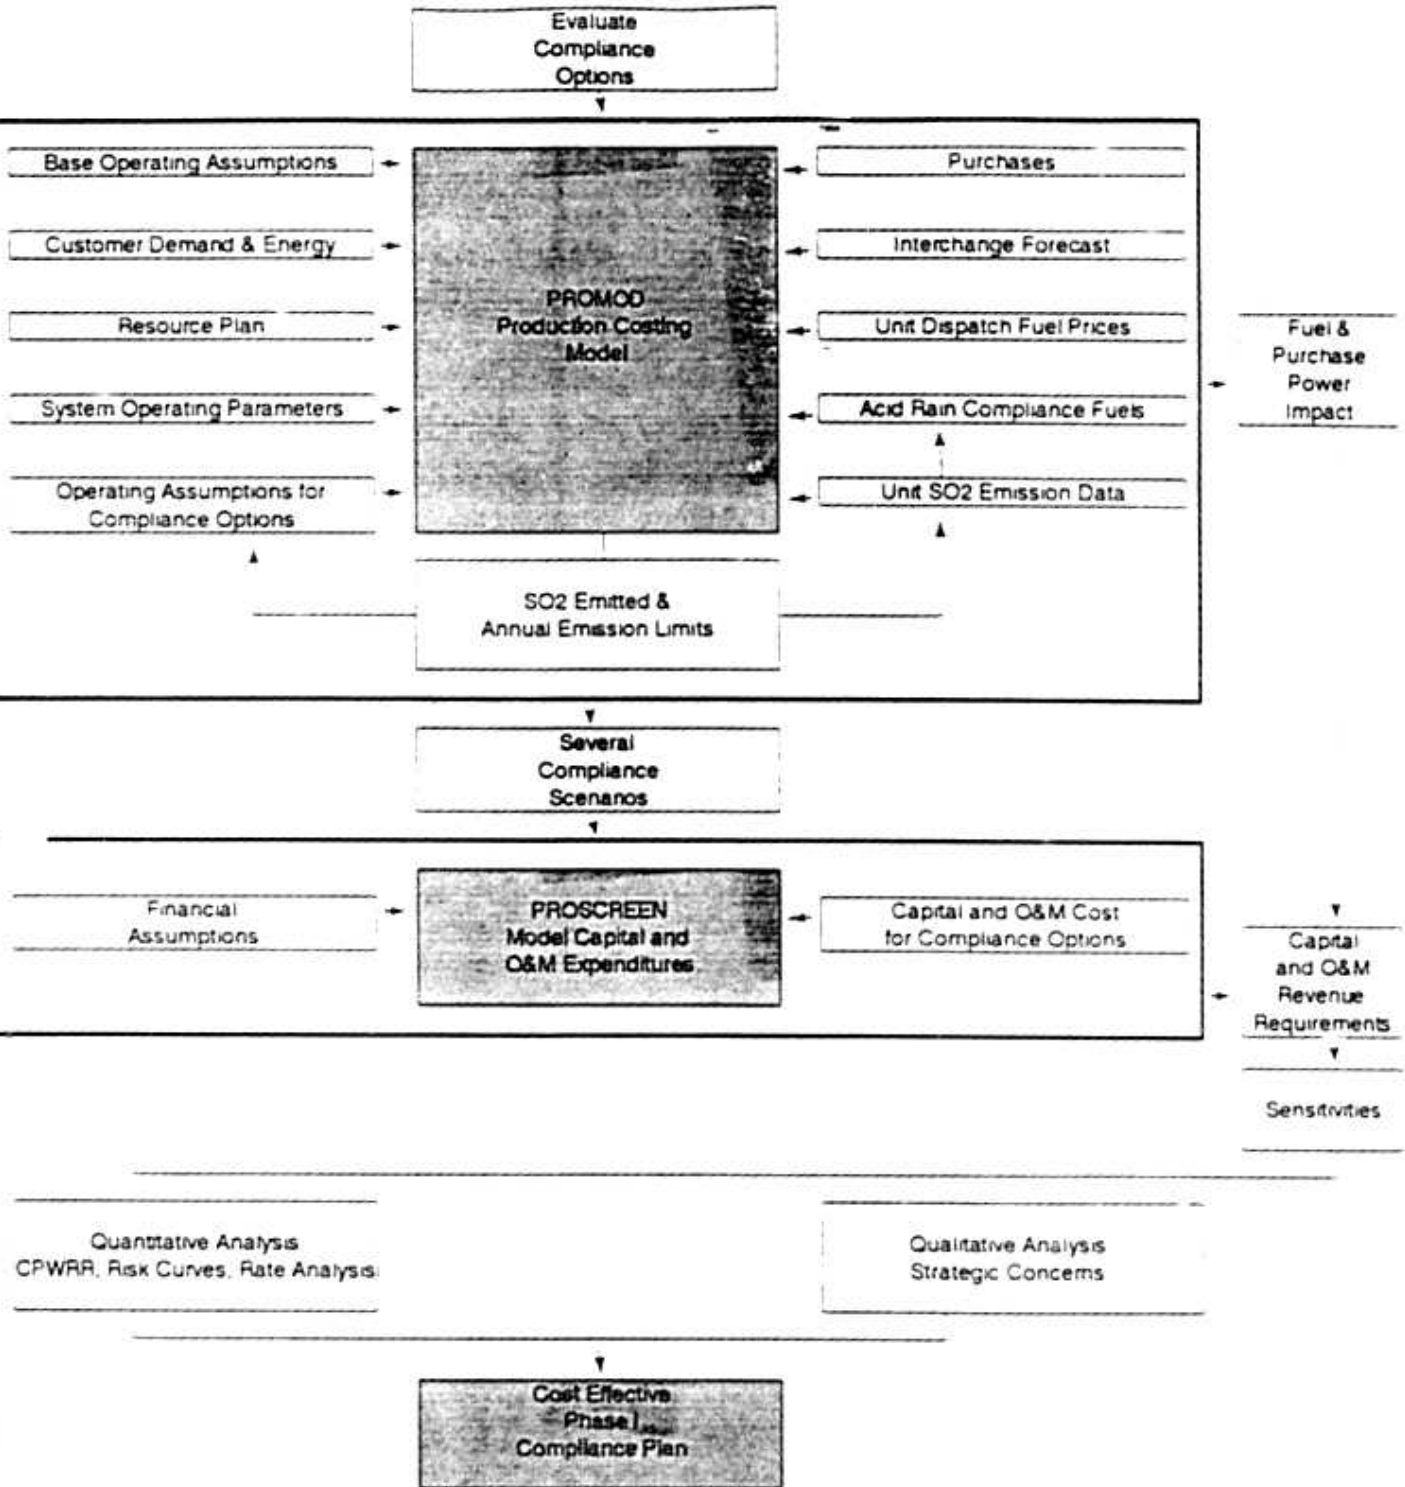 Evaluate
Compliance
Options
Base Operating Assumptions
Purchases
Customer Demand & Energy
Interchange Forecast
PROMOD
Production Costing
Model
Resource Plan
Unit Dispatch Fuel Prices
Fuel &
Purchase
Power
Impact
System Operating Parameters
Acid Rain Compliance Fuels
Operating Assumptions for
Compliance Options
Unit SO2 Emission Data
SO2 Emitted &
Annual Emission Limits
Several
Compliance
Scenarios
Financial
Assumptions
PROSCREEN
Model Capital and
O&M Expenditures
Capital and O&M Cost
for Compliance Options
Capital
and O&M
Revenue
Requirements
Sensitivities
Quantitative Analysis
CPWRR, Risk Curves, Rate Analysis
Qualitative Analysis
Strategic Concerns
Cost Effective
Phase I
Compliance Plan